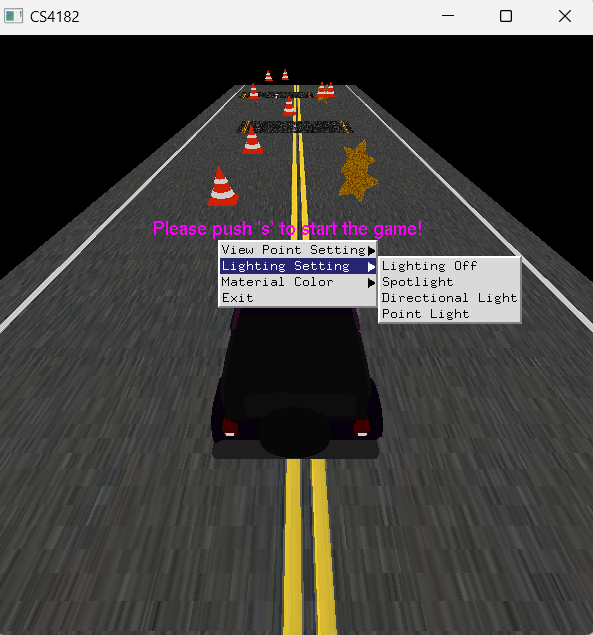 CS4182
Please push 's' to start the game!
View Point Setting
Lighting Setting
Material Color
Exit
Lighting Off
Spotlight
Directional Light
Point Light